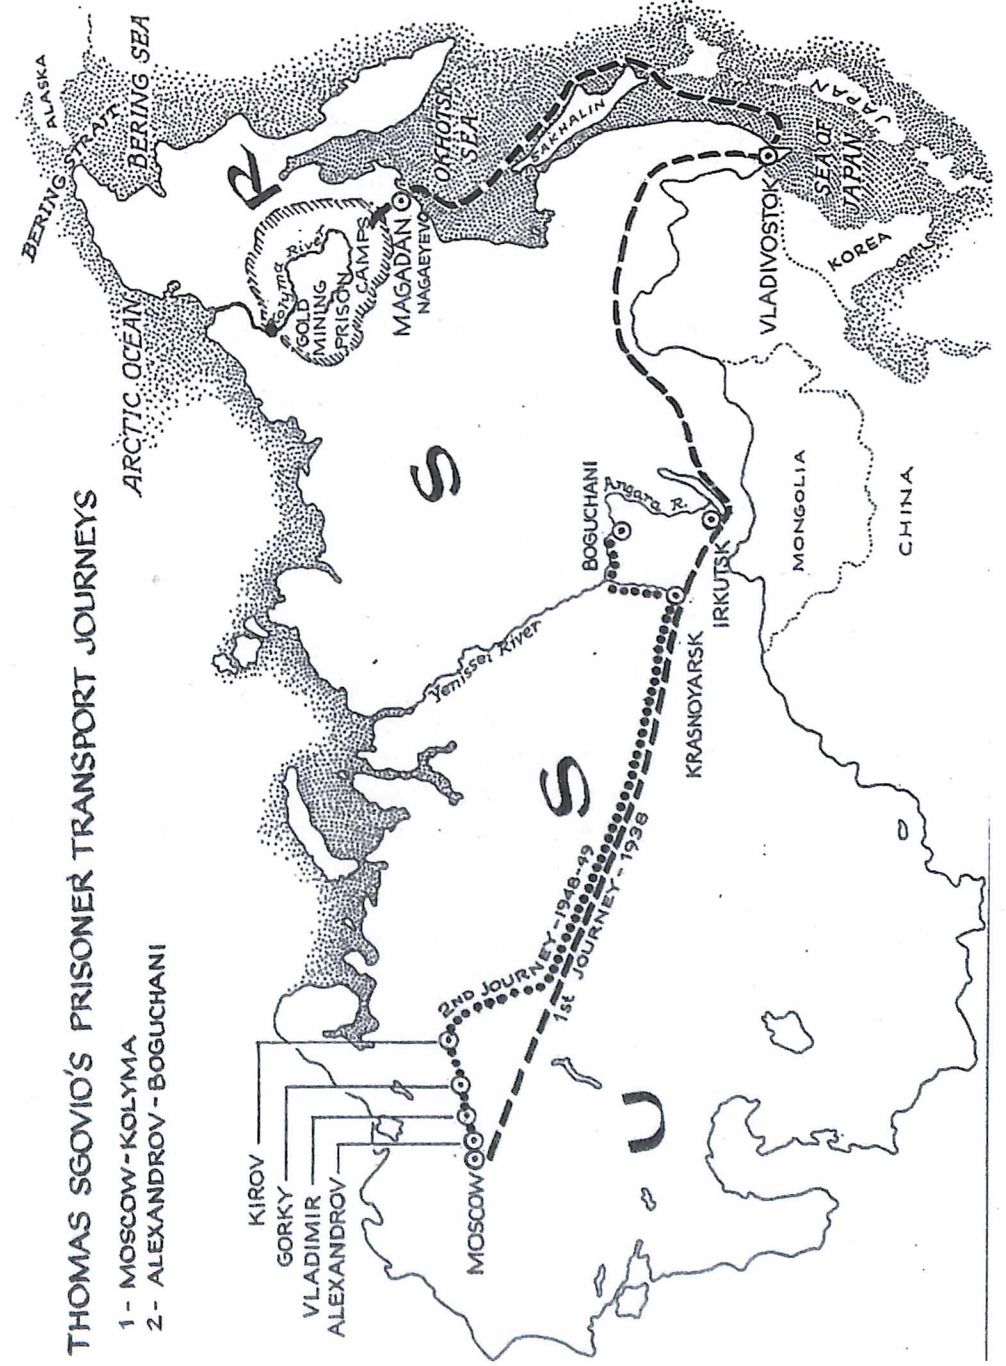 THOMAS SGOVIO'S PRISONER TRANSPORT JOURNEYS
1 - MOSCOW-KOLYMA
2 - ALEXANDROV-BOGUCHANI
BERING STRAIT
ALASKA
BERING SEA
ARCTIC OCEAN
Kolyma River
GOLD
MINING
PRISON
CAMPS
MAGADAN
NAGAEYEVO
OKHOTSK
SEA
SAKHALIN
JAPAN
SEA OF
JAPAN
VLADIVOSTOK
KOREA
KIROV
GORKY
VLADIMIR
ALEXANDROV
MOSCOW
2ND JOURNEY-1948-49
1st JOURNEY-1938
Yenissei River
BOGUCHANI
Angara R.
KRASNOYARSK
IRKUTSK
MONGOLIA
CHINA
U S S R